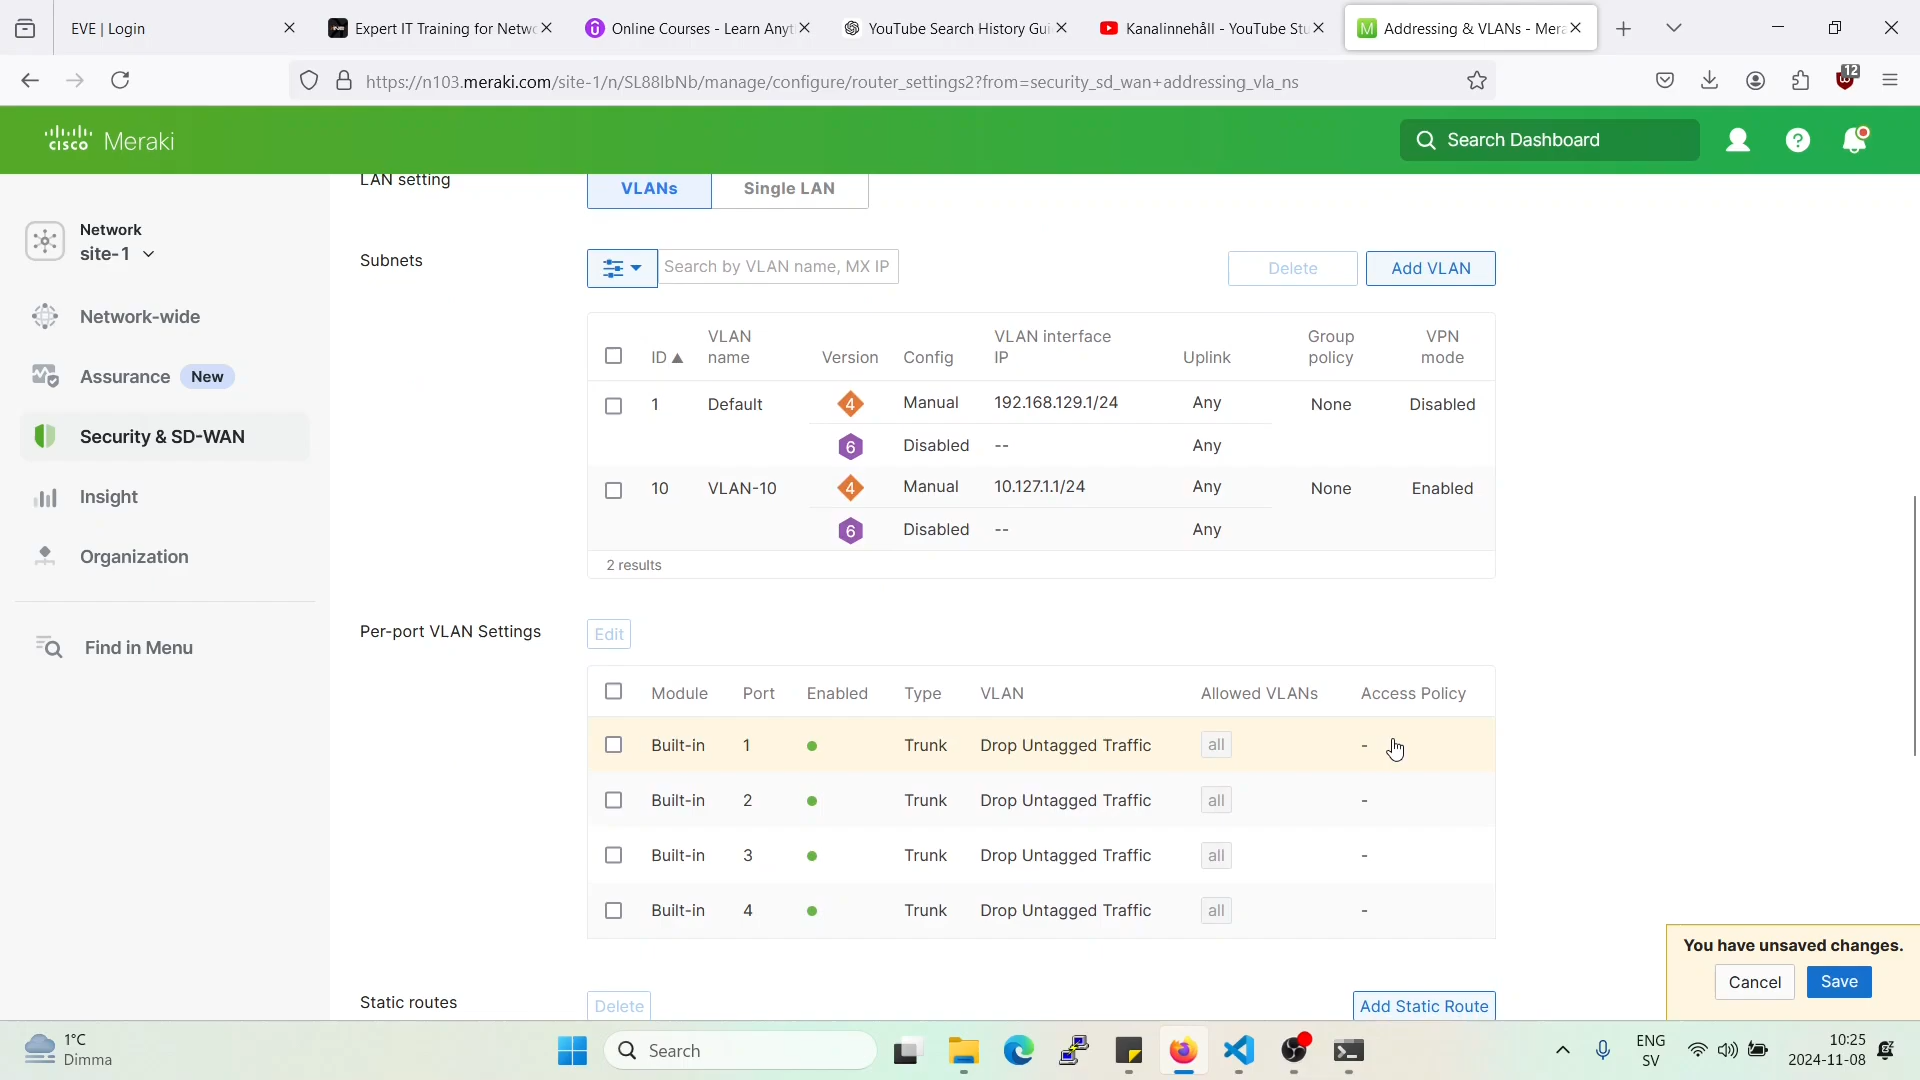 EVE | Login
Expert IT Training for Netwo
Online Courses - Learn Anyt
YouTube Search History Gui
Kanalinnehåll - YouTube Stu
Addressing & VLANs - Mera
https://n103.meraki.com/site-1/n/SL88IbNb/manage/configure/router_settings2?from=security_sd_wan+addressing_vla_ns
12
cisco Meraki
Search Dashboard
LAN setting
VLANs
Single LAN
Network
site-1
Network-wide
Assurance New
Security & SD-WAN
Insight
Organization
Find in Menu
Subnets
Search by VLAN name, MX IP
Delete
Add VLAN
ID ▲ VLAN name Version Config VLAN interface IP Uplink Group policy VPN mode
1 Default 4 Manual 192.168.129.1/24 Any None Disabled
6 Disabled -- Any
10 VLAN-10 4 Manual 10.127.1.1/24 Any None Enabled
6 Disabled -- Any
2 results
Per-port VLAN Settings
Edit
Module Port Enabled Type VLAN Allowed VLANs Access Policy
Built-in 1 Trunk Drop Untagged Traffic all -
Built-in 2 Trunk Drop Untagged Traffic all -
Built-in 3 Trunk Drop Untagged Traffic all -
Built-in 4 Trunk Drop Untagged Traffic all -
Static routes
Delete
Add Static Route
You have unsaved changes.
Cancel
Save
1°C
Dimma
Search
ENG
SV
10:25
2024-11-08